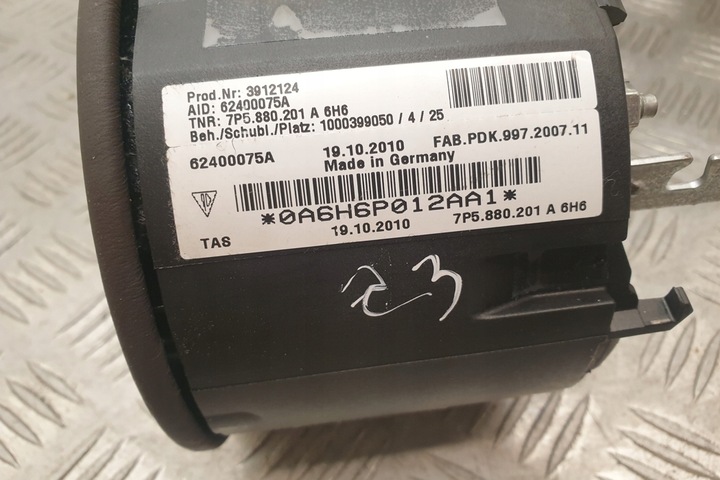 Prod.Nr: 3912124
AID: 62400075A
TNR: 7P5.880.201 A 6H6
Beh./Schubl./Platz: 1000399050 / 4 / 25
62400075A 19.10.2010 FAB.PDK.997.2007.11
Made in Germany
*0A6H6P012AA1*
TAS 19.10.2010 7P5.880.201 A 6H6